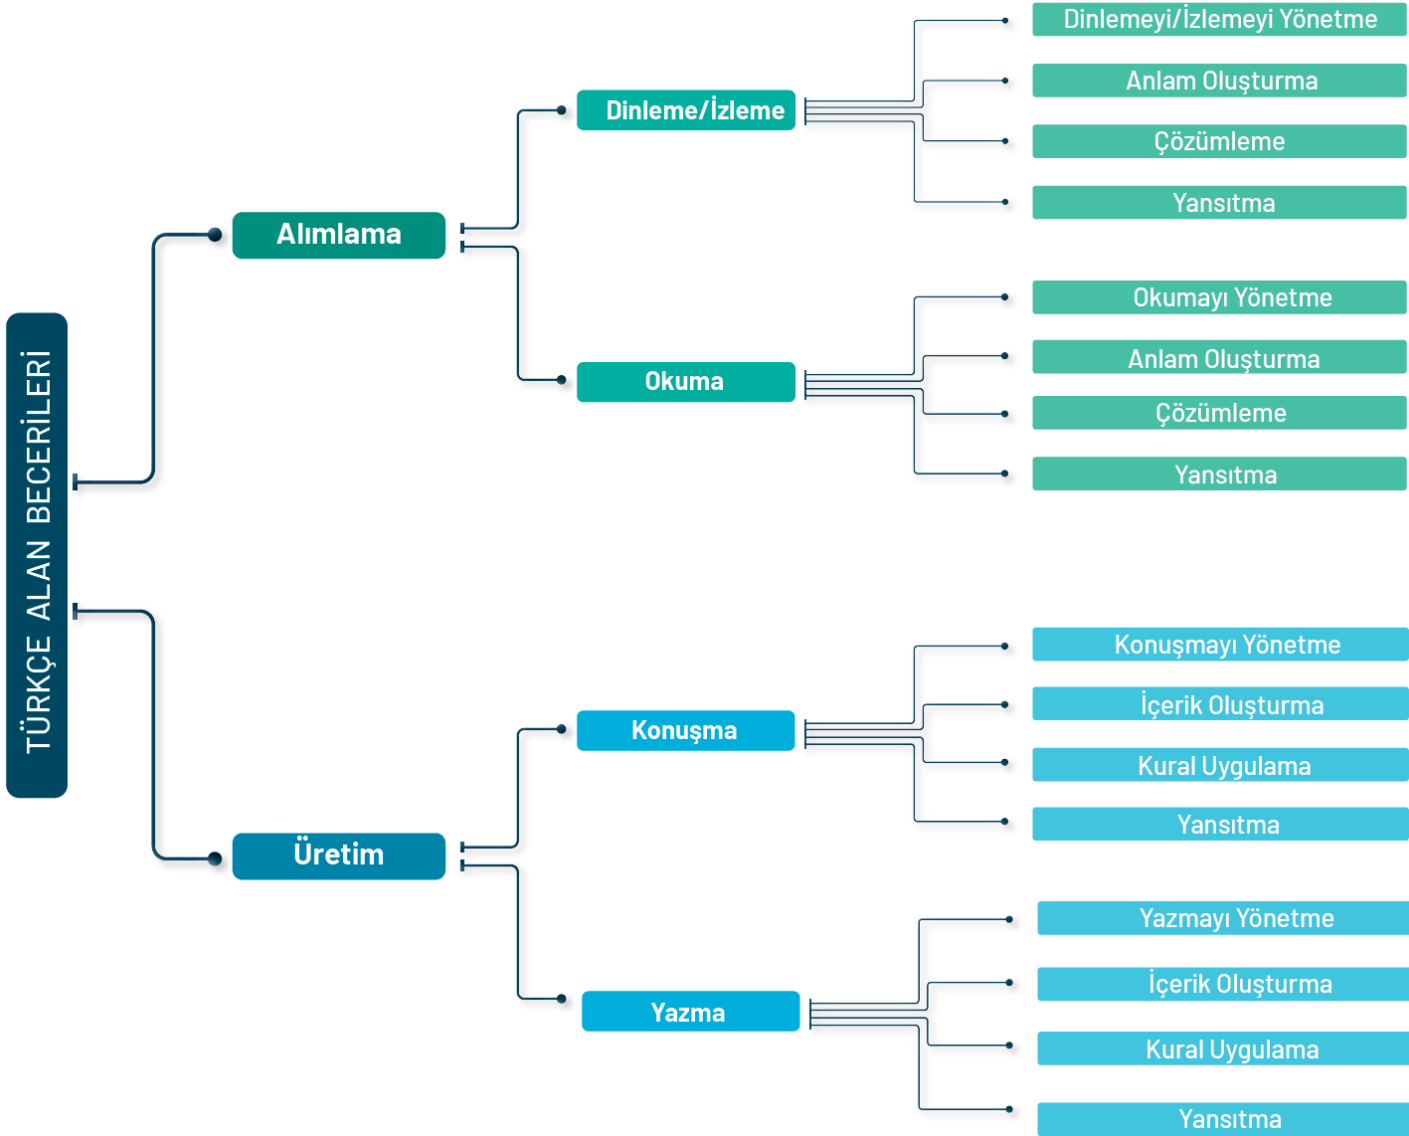 TÜRKÇE ALAN BECERİLERİ
Alımlama
Dinleme/İzleme
Dinlemeyi/İzlemeyi Yönetme
Anlam Oluşturma
Çözümleme
Yansıtma
Okuma
Okumayı Yönetme
Anlam Oluşturma
Çözümleme
Yansıtma
Üretim
Konuşma
Konuşmayı Yönetme
İçerik Oluşturma
Kural Uygulama
Yansıtma
Yazma
Yazmayı Yönetme
İçerik Oluşturma
Kural Uygulama
Yansıtma